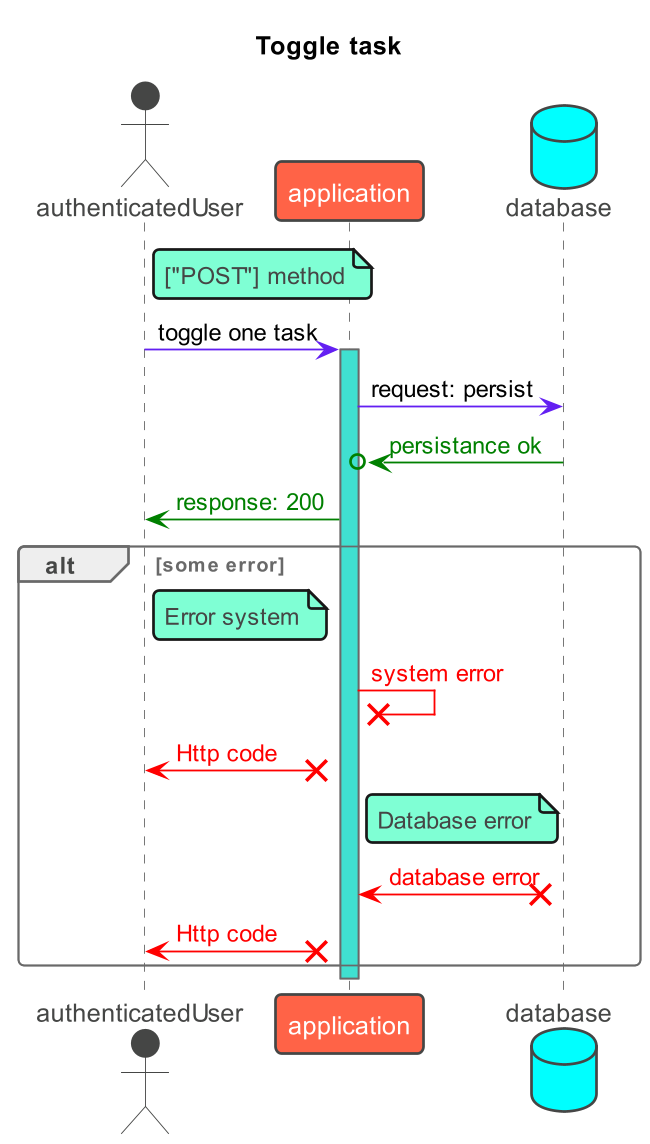 Toggle task
authenticatedUser
application
database
["POST"] method
toggle one task
request: persist
persistance ok
response: 200
alt
[some error]
Error system
system error
Http code
Database error
database error
Http code
authenticatedUser
application
database